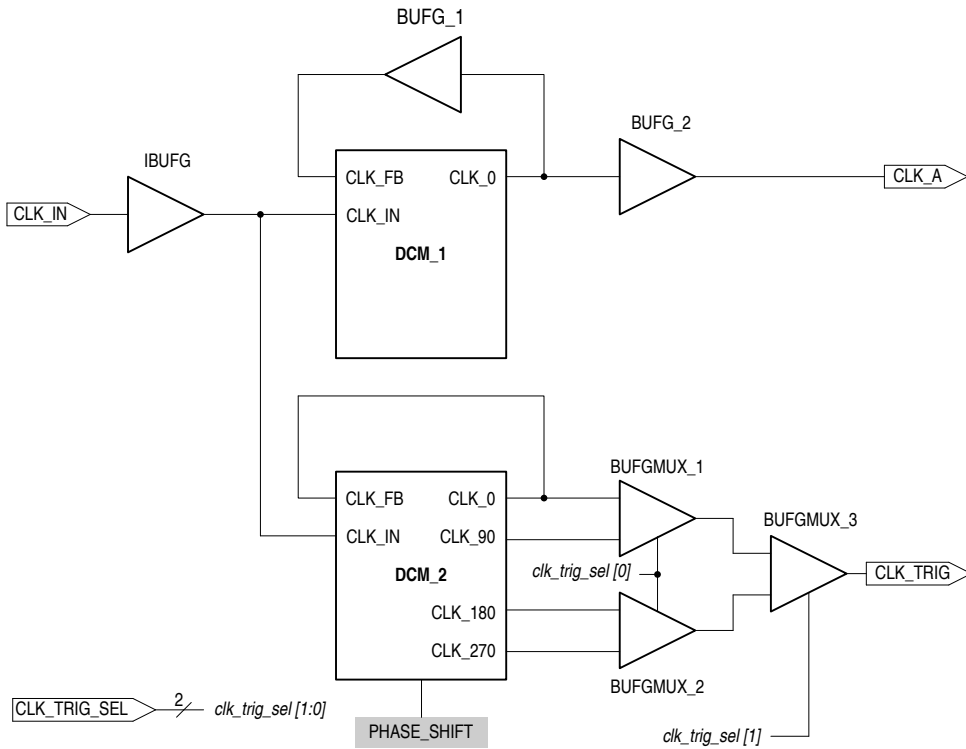 BUFG_1
BUFG_2
IBUFG
CLK_FB CLK_0
CLK_A
CLK_IN
CLK_IN
DCM_1
BUFGMUX_1
CLK_FB CLK_0
BUFGMUX_3
CLK_IN CLK_90
DCM_2
clk_trig_sel [0]
CLK_TRIG
CLK_180
CLK_270
BUFGMUX_2
CLK_TRIG_SEL
2
clk_trig_sel [1:0]
PHASE_SHIFT
clk_trig_sel [1]